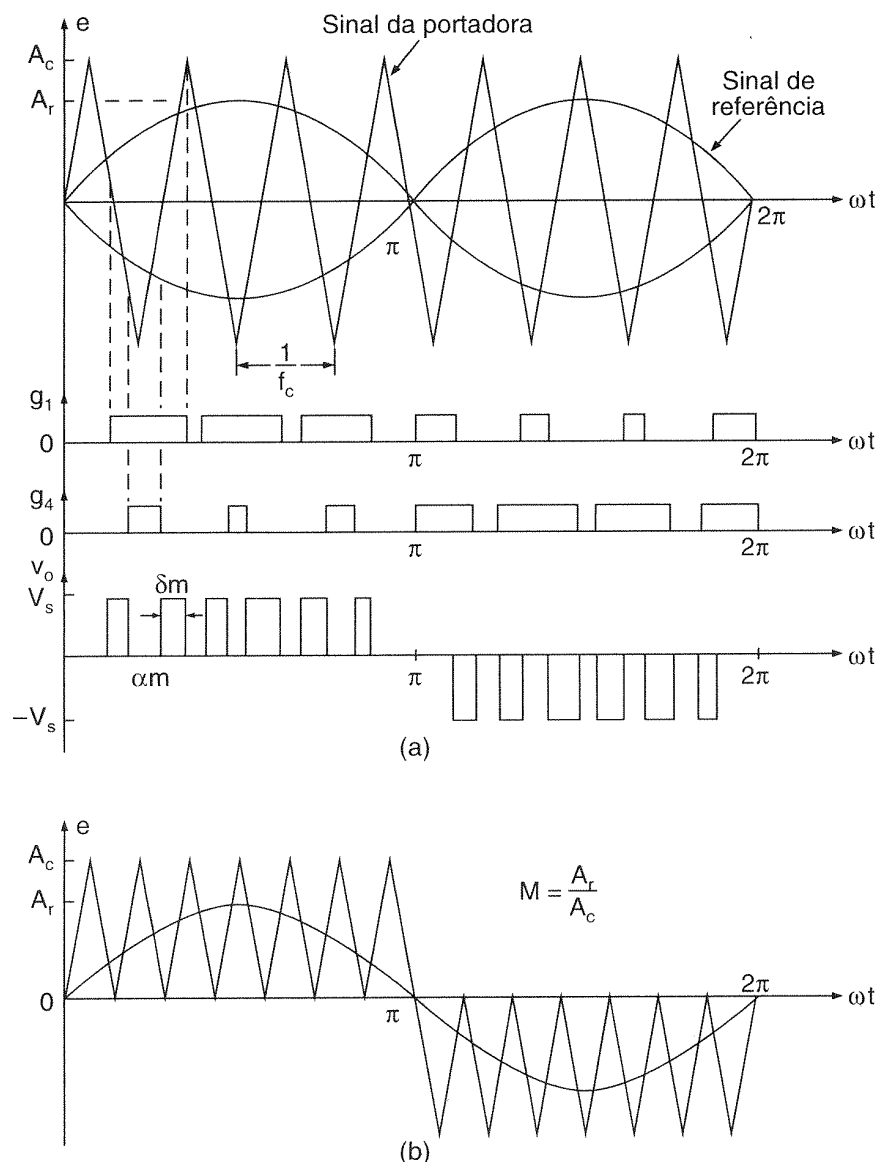 e
Sinal da portadora
A_c
A_r
Sinal de
referência
ωt
π
2π
1
f_c
g_1
0
ωt
π
2π
g_4
0
ωt
π
2π
v_o
V_s
δm
αm
ωt
π
2π
−V_s
(a)
e
A_c
A_r
M = A_r
A_c
0
π
2π
ωt
(b)